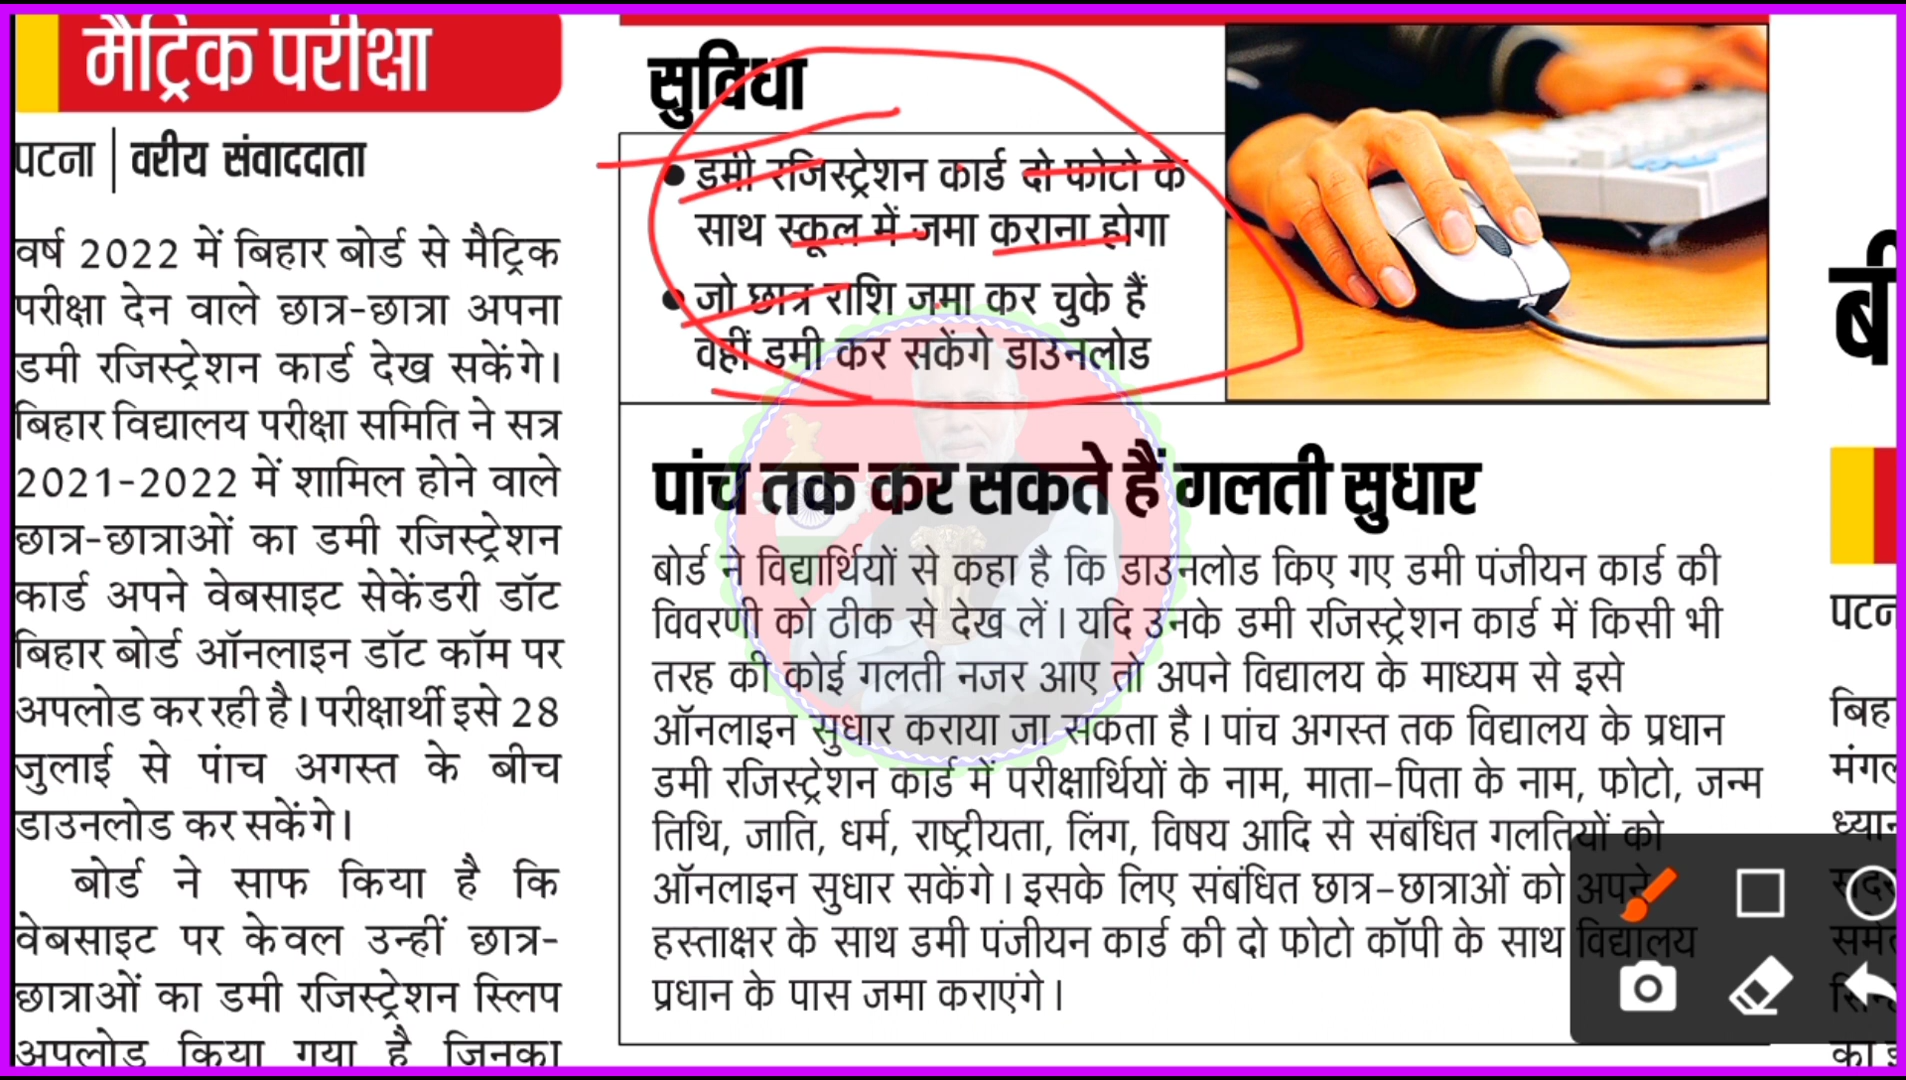 मैट्रिक परीक्षा
पटना | वरीय संवाददाता
वर्ष 2022 में बिहार बोर्ड से मैट्रिक
परीक्षा देन वाले छात्र-छात्रा अपना
डमी रजिस्ट्रेशन कार्ड देख सकेंगे।
बिहार विद्यालय परीक्षा समिति ने सत्र
2021-2022 में शामिल होने वाले
छात्र-छात्राओं का डमी रजिस्ट्रेशन
कार्ड अपने वेबसाइट सेकेंडरी डॉट
बिहार बोर्ड ऑनलाइन डॉट कॉम पर
अपलोड कर रही है। परीक्षार्थी इसे 28
जुलाई से पांच अगस्त के बीच
डाउनलोड कर सकेंगे।
बोर्ड ने साफ किया है कि
वेबसाइट पर केवल उन्हीं छात्र-
छात्राओं का डमी रजिस्ट्रेशन स्लिप
अपलोड किया गया है जिनका
सुविधा
• डमी रजिस्ट्रेशन कार्ड दो फोटो के
साथ स्कूल में जमा कराना होगा
• जो छात्र राशि जमा कर चुके हैं
वहीं डमी कर सकेंगे डाउनलोड
पांच तक कर सकते हैं गलती सुधार
बोर्ड ने विद्यार्थियों से कहा है कि डाउनलोड किए गए डमी पंजीयन कार्ड की
विवरणी को ठीक से देख लें। यदि उनके डमी रजिस्ट्रेशन कार्ड में किसी भी
तरह की कोई गलती नजर आए तो अपने विद्यालय के माध्यम से इसे
ऑनलाइन सुधार कराया जा सकता है। पांच अगस्त तक विद्यालय के प्रधान
डमी रजिस्ट्रेशन कार्ड में परीक्षार्थियों के नाम, माता-पिता के नाम, फोटो, जन्म
तिथि, जाति, धर्म, राष्ट्रीयता, लिंग, विषय आदि से संबंधित गलतियों को
ऑनलाइन सुधार सकेंगे। इसके लिए संबंधित छात्र-छात्राओं को अपने
हस्ताक्षर के साथ डमी पंजीयन कार्ड की दो फोटो कॉपी के साथ विद्यालय
प्रधान के पास जमा कराएंगे।